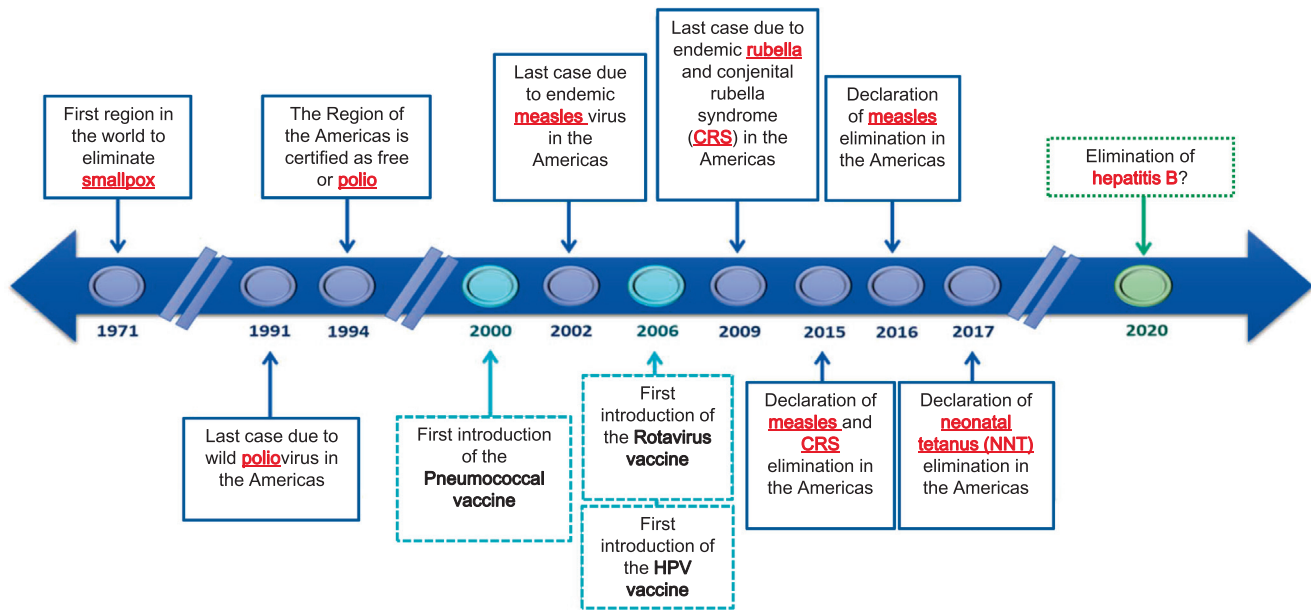 First region in
the world to
eliminate
smallpox
The Region of
the Americas is
certified as free
or polio
Last case due
to endemic
measles virus
in the
Americas
Last case due to
endemic rubella
and conjenital
rubella
syndrome
(CRS) in the
Americas
Declaration
of measles
elimination in
the Americas
Elimination of
hepatitis B?
1971
1991
1994
2000
2002
2006
2009
2015
2016
2017
2020
Last case due to
wild poliovirus in
the Americas
First introduction
of the
Pneumococcal
vaccine
First
introduction of
the Rotavirus
vaccine
First
introduction of
the HPV
vaccine
Declaration of
measles and
CRS
elimination in
the Americas
Declaration of
neonatal
tetanus (NNT)
elimination in
the Americas